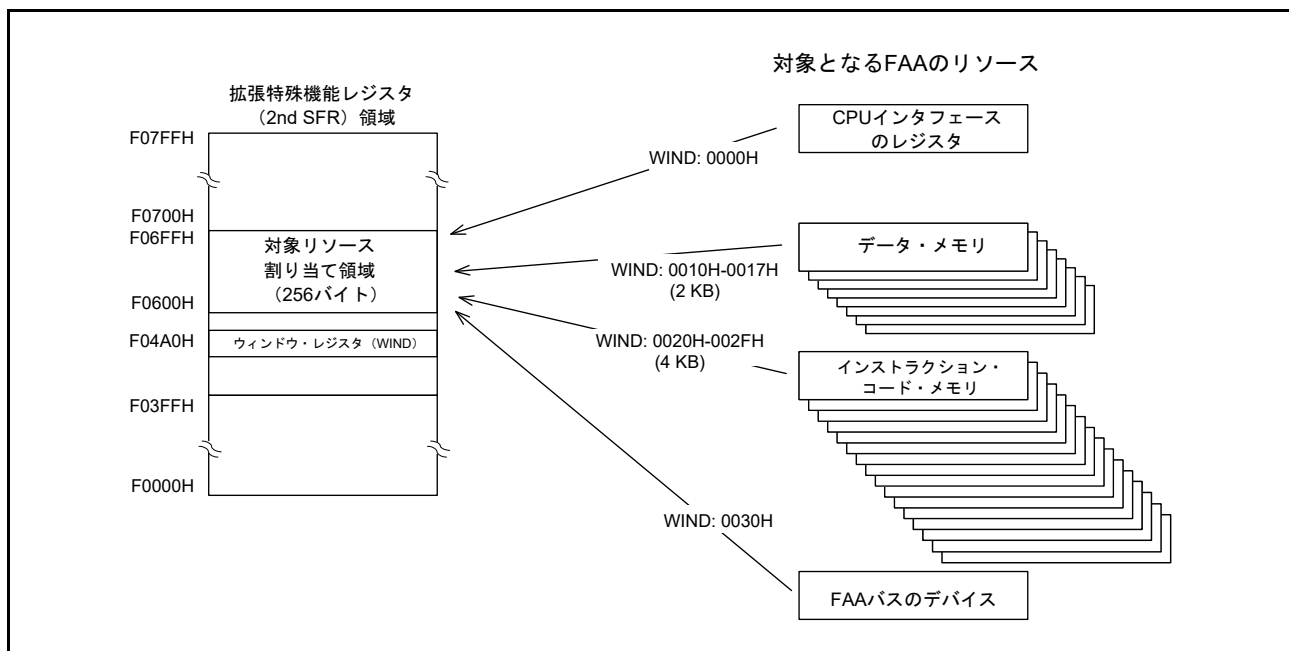 対象となるFAAのリソース
拡張特殊機能レジスタ
（2nd SFR）領域
F07FFH
F0700H
F06FFH
対象リソース
割り当て領域
（256バイト）
F0600H
F04A0H
ウィンドウ・レジスタ（WIND）
F03FFH
F0000H
WIND: 0000H
WIND: 0010H-0017H
(2 KB)
WIND: 0020H-002FH
(4 KB)
WIND: 0030H
CPUインタフェース
のレジスタ
データ・メモリ
インストラクション・
コード・メモリ
FAAバスのデバイス